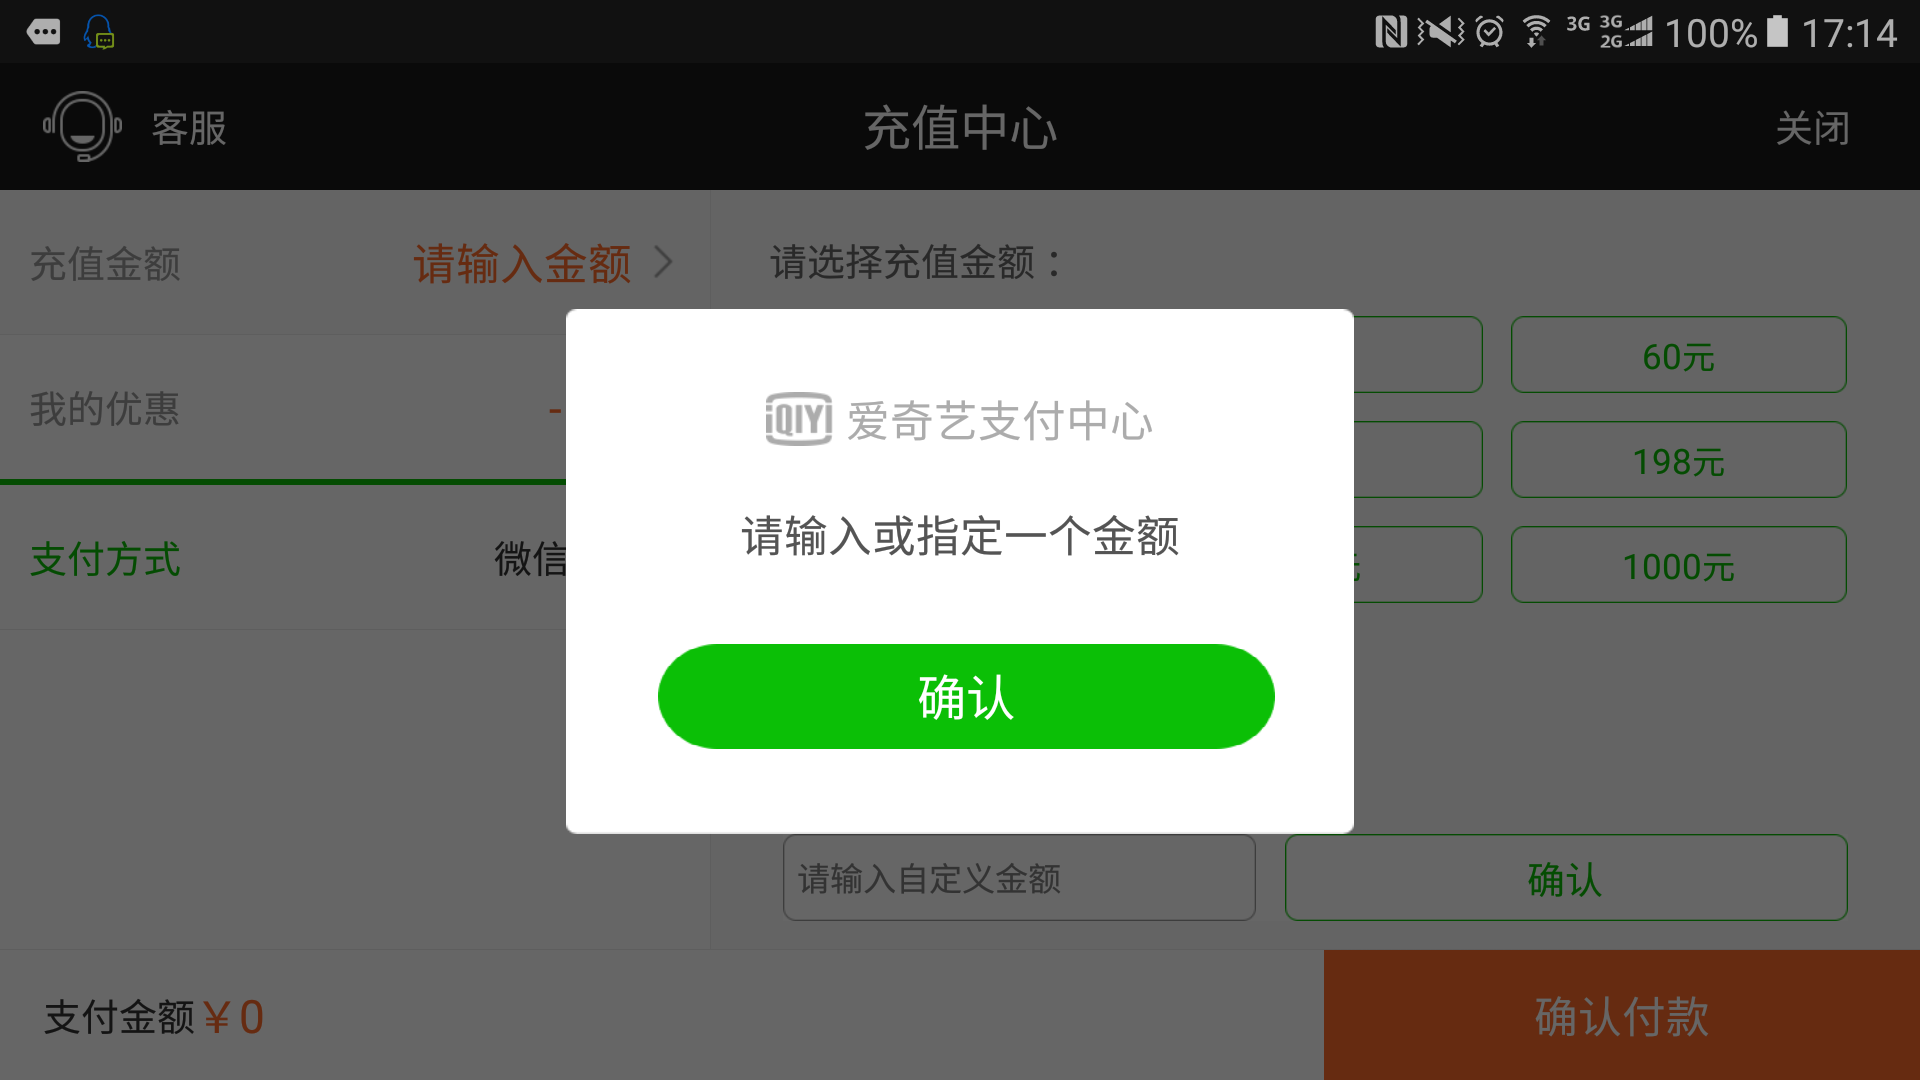 3G 3G 2G 100% 17:14
客服 充值中心 关闭
充值金额 请输入金额
请选择充值金额：
60元
我的优惠 -
198元
支付方式 微信
1000元
iQIYI 爱奇艺支付中心
请输入或指定一个金额
确认
请输入自定义金额 确认
支付金额 ¥0 确认付款